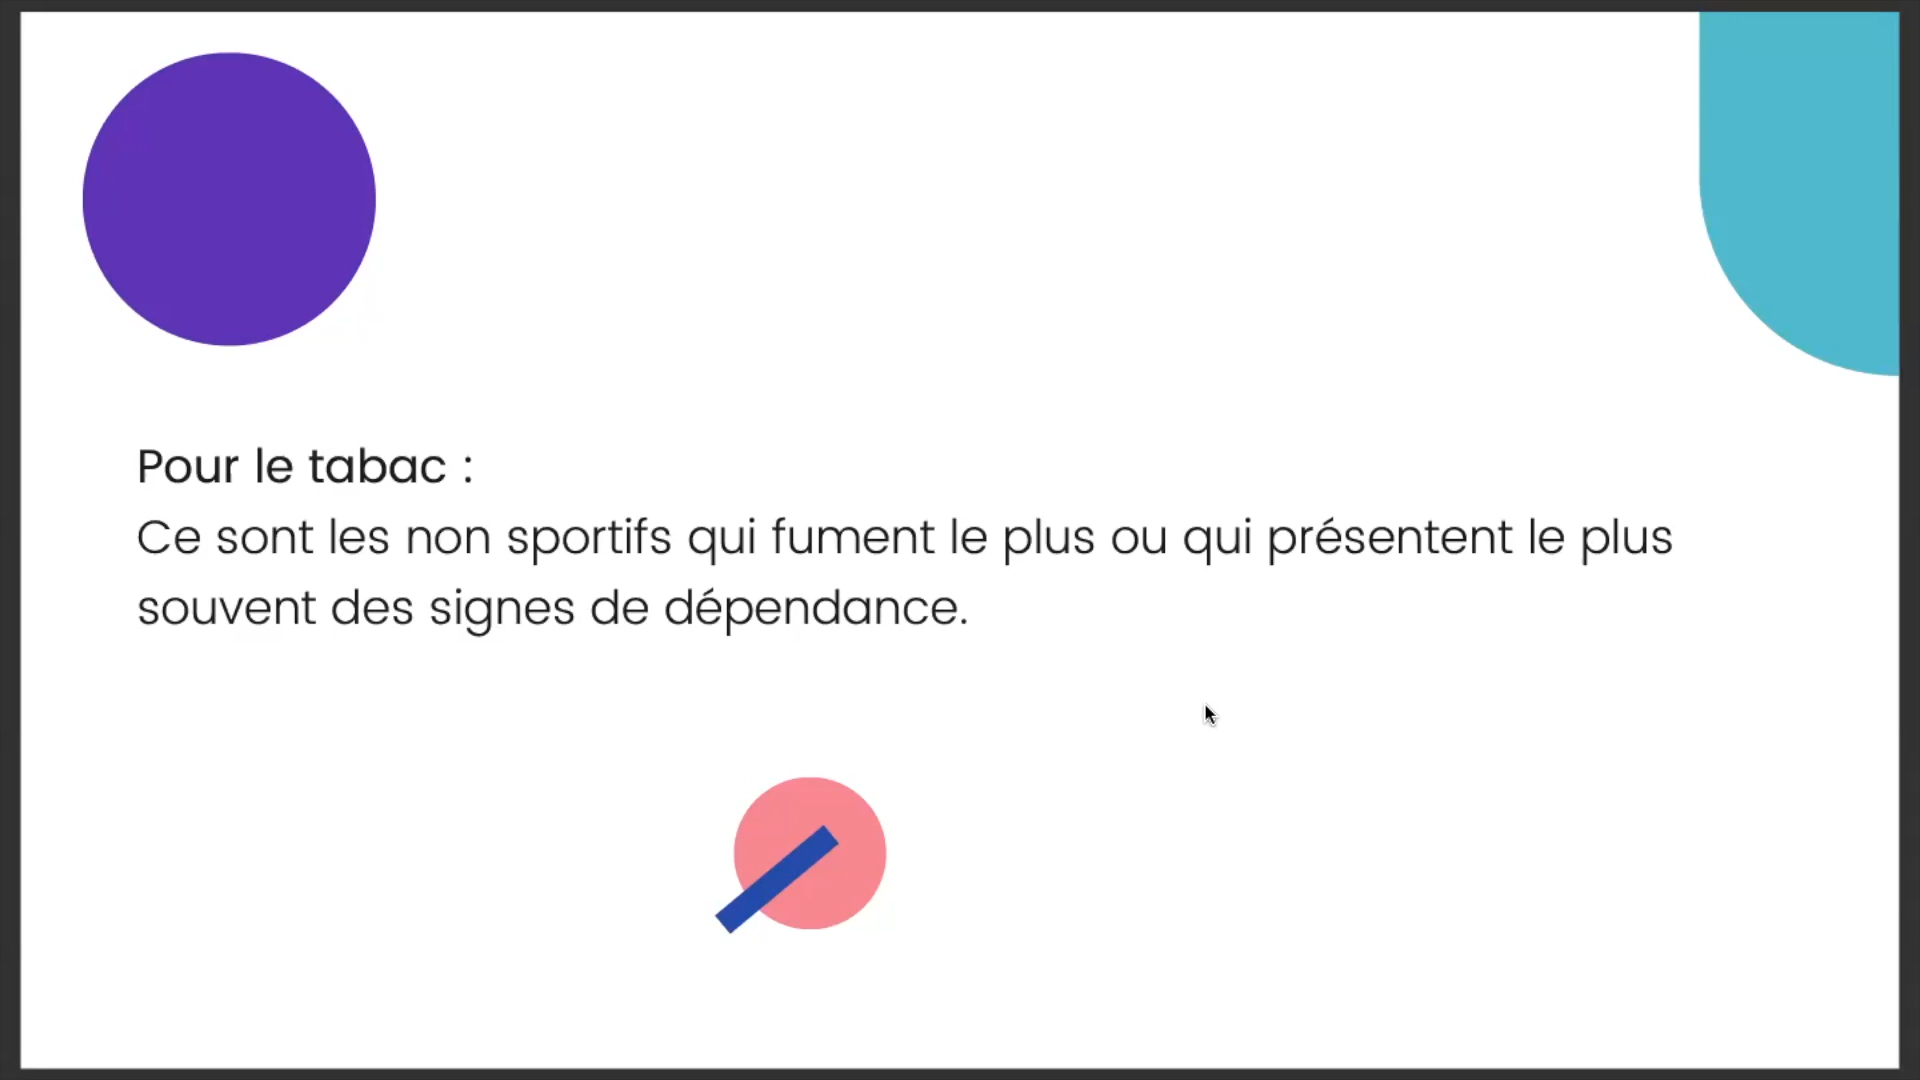 Pour le tabac :
Ce sont les non sportifs qui fument le plus ou qui présentent le plus
souvent des signes de dépendance.